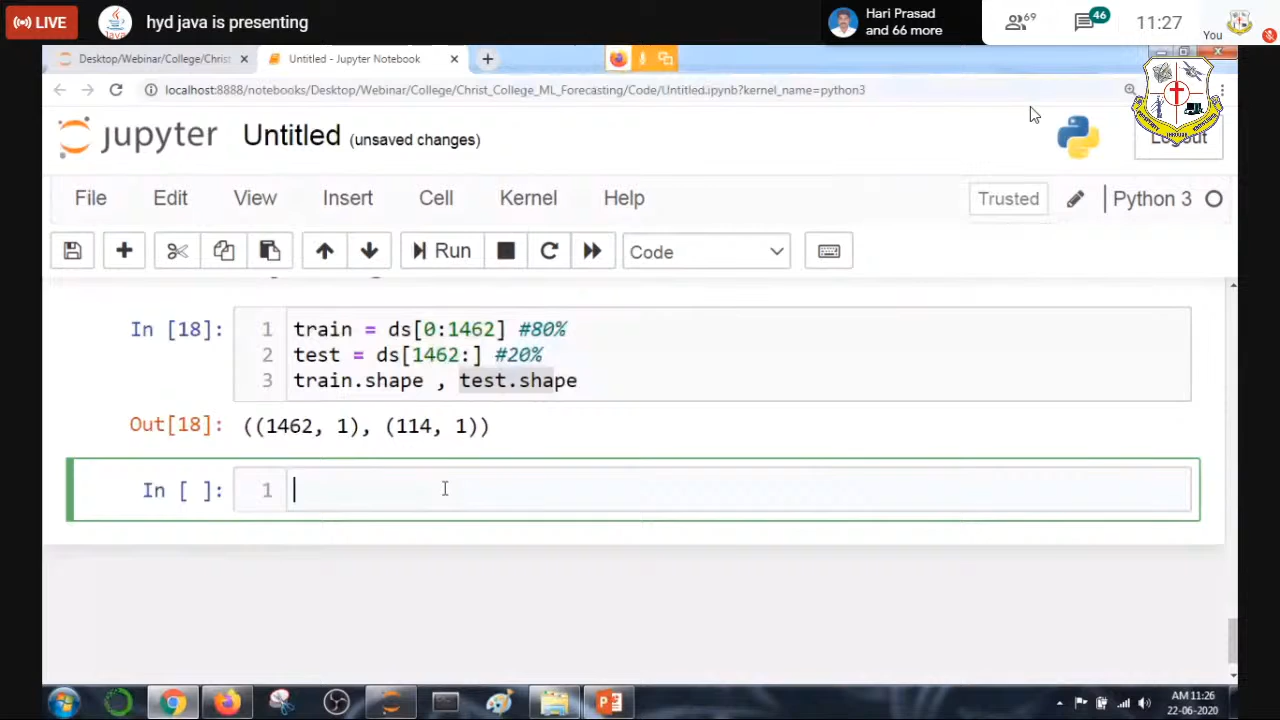 LIVE
hyd java is presenting
Hari Prasad
and 66 more
69
46
11:27
You
Desktop/Webinar/College/Christ
Untitled - Jupyter Notebook
localhost:8888/notebooks/Desktop/Webinar/College/Christ_College_ML_Forecasting/Code/Untitled.ipynb?kernel_name=python3
jupyter
Untitled (unsaved changes)
Logout
File Edit View Insert Cell Kernel Help
Trusted
Python 3
Run
Code
In [18]:
1 train = ds[0:1462] #80%
2 test = ds[1462:] #20%
3 train.shape , test.shape
Out[18]: ((1462, 1), (114, 1))
In [ ]: 1
AM 11:26
22-06-2020